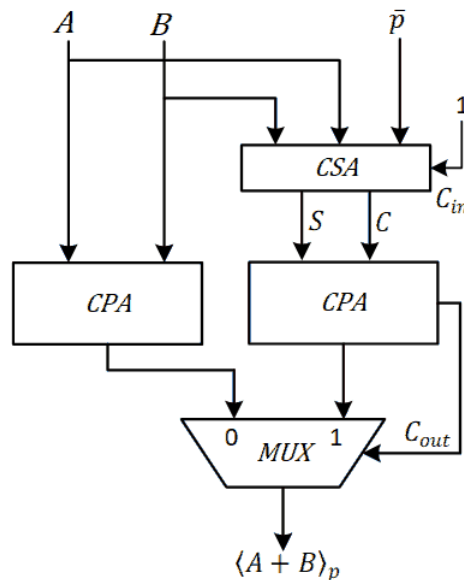 A B p̄
1
CSA
C_in
S C
CPA CPA
0 1
MUX
C_out
⟨A + B⟩_p